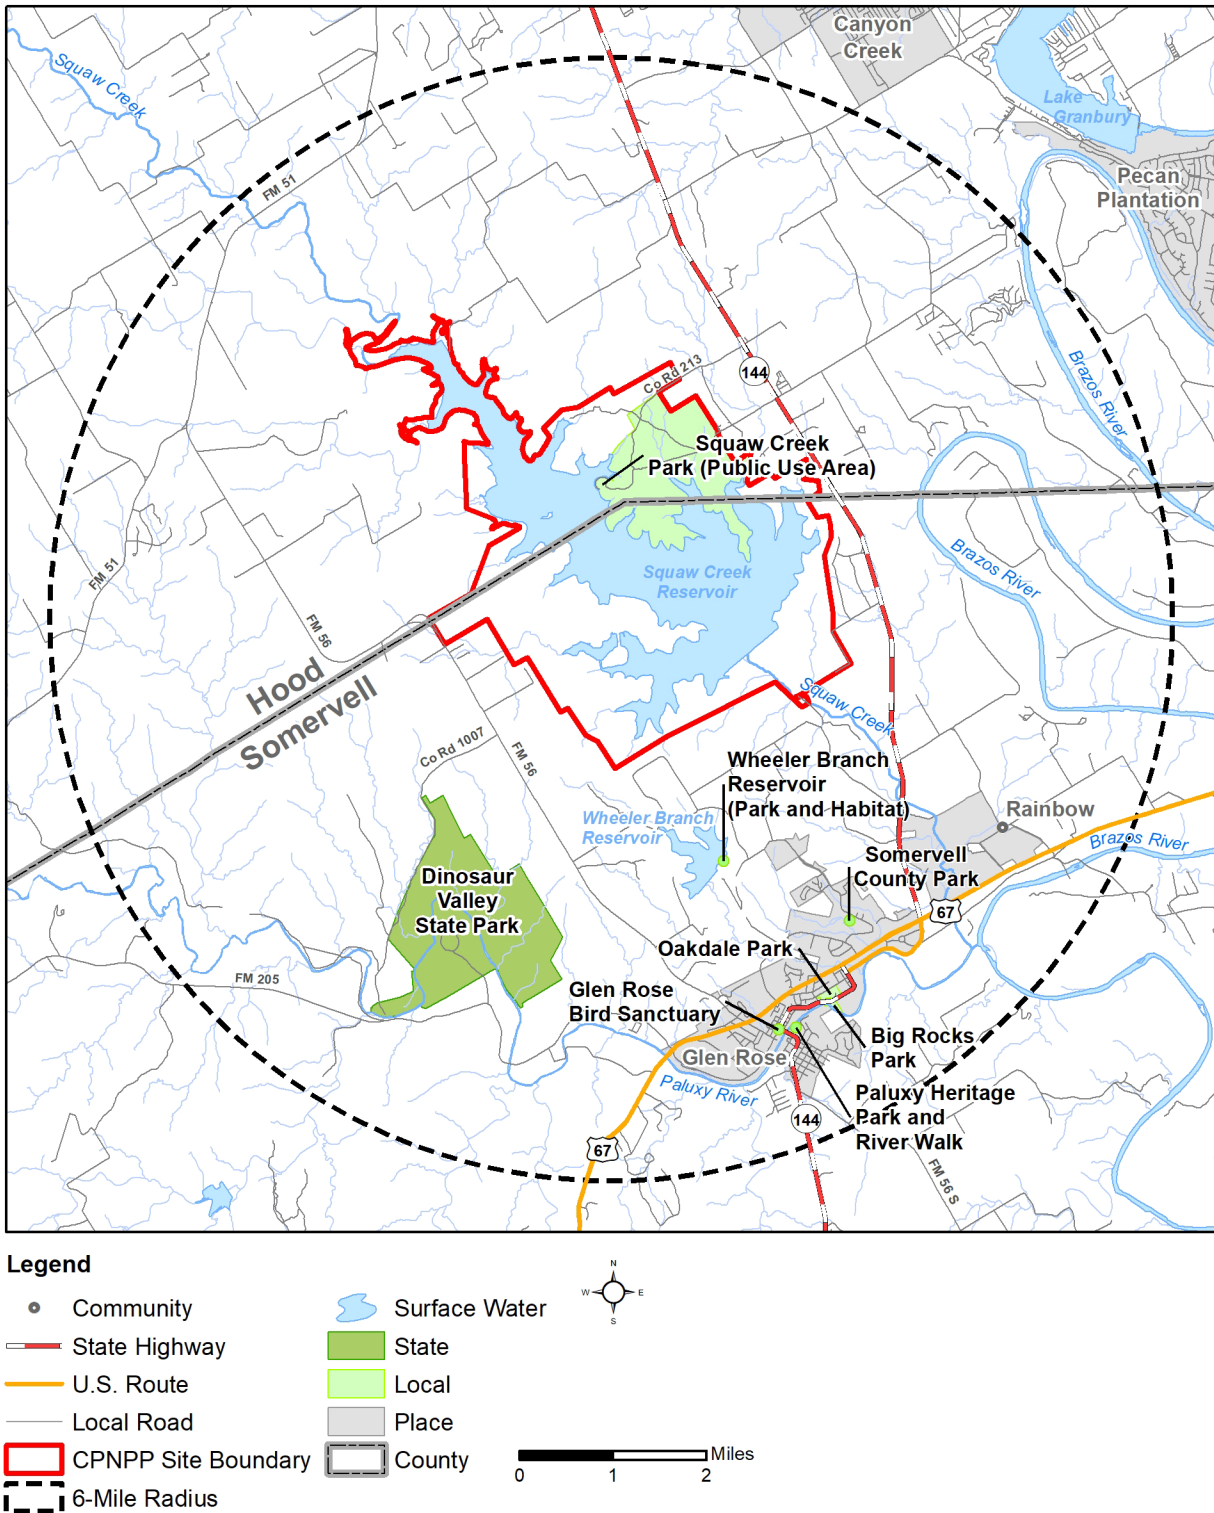 Canyon
Creek
Squaw Creek
Lake
Granbury
Pecan
Plantation
FM 51
Brazos River
Co Rd 213
144
Squaw Creek
Park (Public Use Area)
Brazos River
Squaw Creek
Reservoir
FM 51
FM 56
Hood
Somervell
Squaw Creek
Co Rd 1007
FM 56
Wheeler Branch
Reservoir
(Park and Habitat)
Rainbow
Wheeler Branch
Reservoir
Brazos River
Somervell
County Park
Dinosaur
Valley
State Park
67
Oakdale Park
FM 205
Glen Rose
Bird Sanctuary
Big Rocks
Park
Glen Rose
Paluxy River
Paluxy Heritage
Park and
River Walk
144
67
FM 56 S
Legend
Community
State Highway
U.S. Route
Local Road
CPNPP Site Boundary
6-Mile Radius
Surface Water
State
Local
Place
County
N
W
E
S
Miles
0
1
2